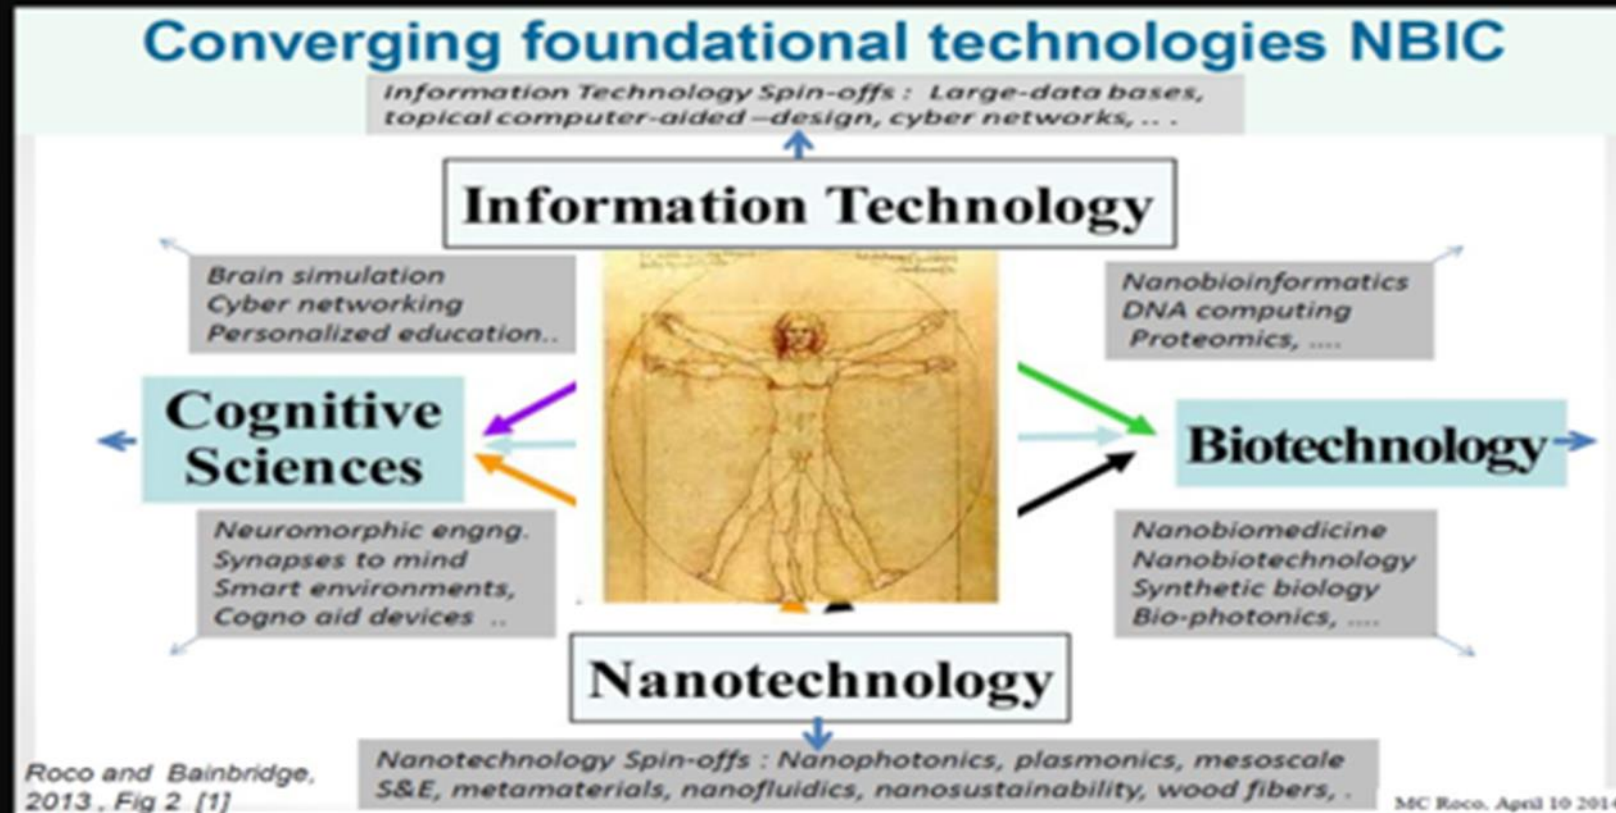 Converging foundational technologies NBIC
Information Technology Spin-offs : Large-data bases,
topical computer-aided –design, cyber networks, .. .
Information Technology
Brain simulation
Cyber networking
Personalized education..
Nanobioinformatics
DNA computing
Proteomics, ....
Cognitive
Sciences
Biotechnology
Neuromorphic engng.
Synapses to mind
Smart environments,
Cogno aid devices ..
Nanobiomedicine
Nanobiotechnology
Synthetic biology
Bio-photonics, ....
Nanotechnology
Nanotechnology Spin-offs : Nanophotonics, plasmonics, mesoscale
S&E, metamaterials, nanofluidics, nanosustainability, wood fibers, .
Roco and Bainbridge,
2013 , Fig 2 [1]
MC Roco, April 10 2014